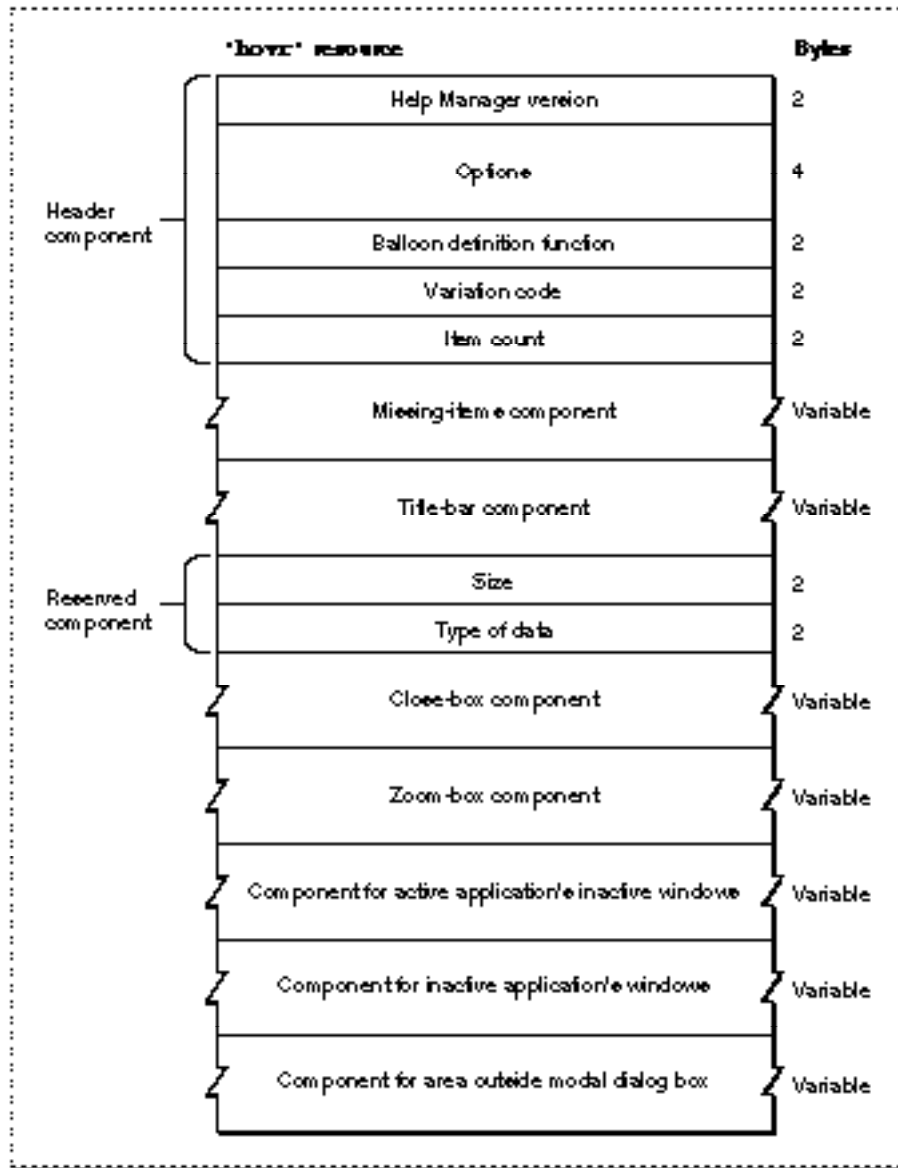 'hovr' resource Bytes
Help Manager version 2
Options 4
Header
component
Balloon definition function 2
Variation code 2
Item count 2
Missing-items component Variable
Title-bar component Variable
Reserved
component
Size 2
Type of data 2
Close-box component Variable
Zoom-box component Variable
Component for active application's inactive windows Variable
Component for inactive application's windows Variable
Component for area outside modal dialog box Variable